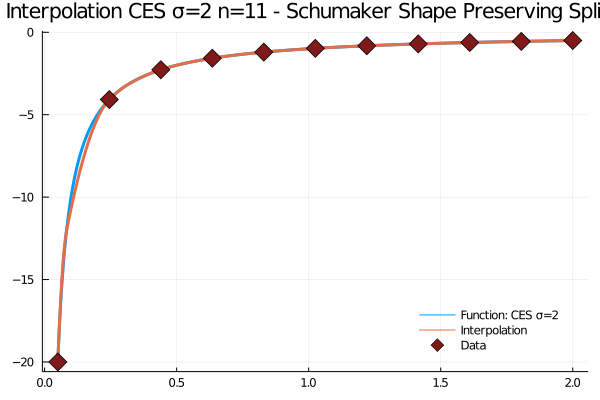 Interpolation CES σ=2 n=11 - Schumaker Shape Preserving Spli
0
−5
−10
−15
−20
0.0
0.5
1.0
1.5
2.0
Function: CES σ=2
Interpolation
Data